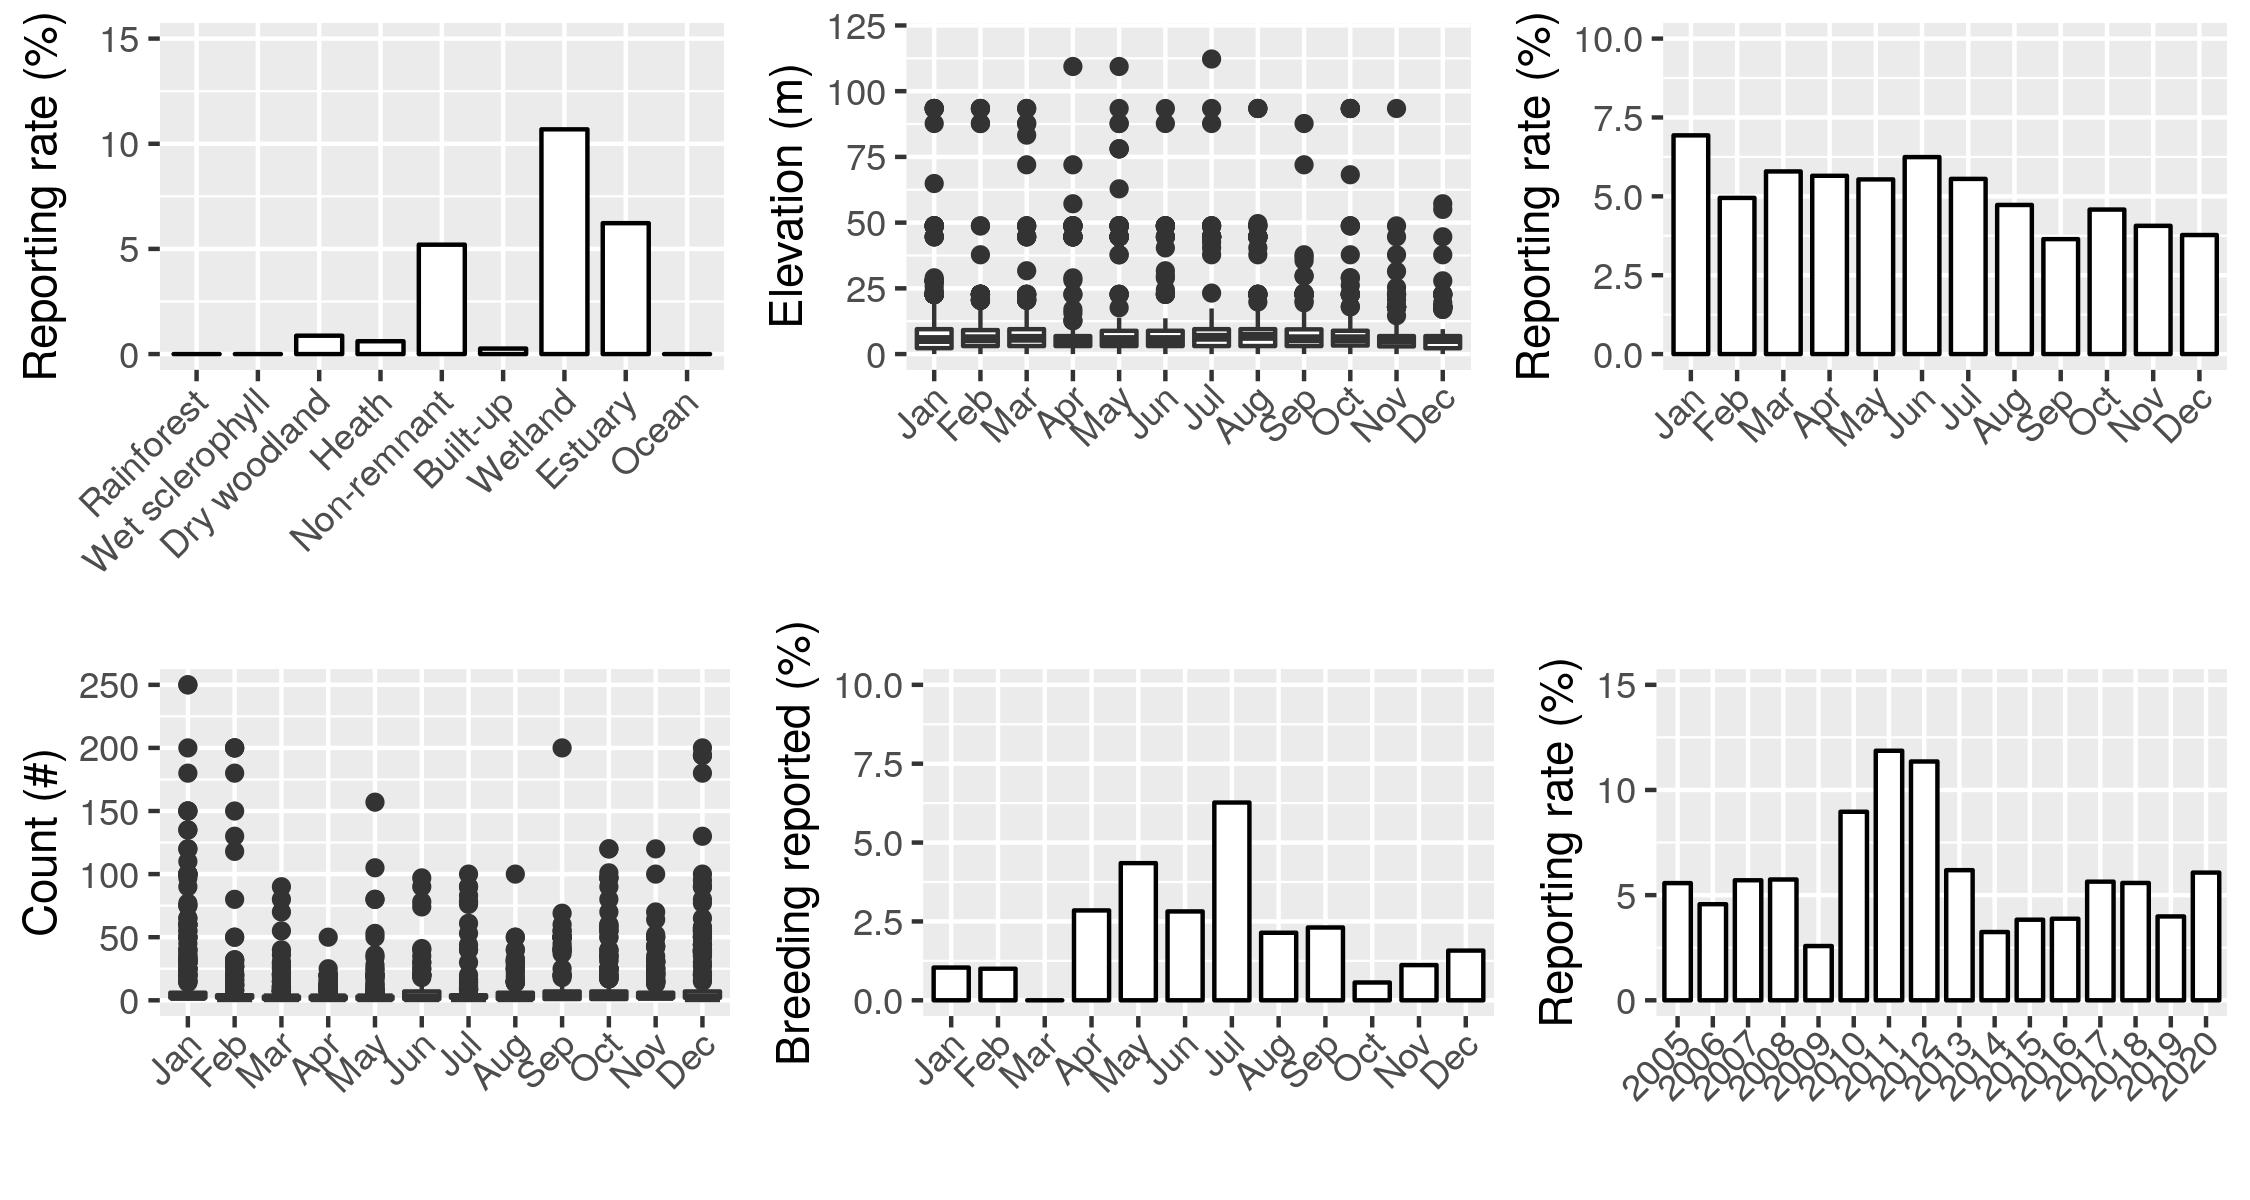 Reporting rate (%)
15
10
5
0
Rainforest
Wet sclerophyll
Dry woodland
Heath
Non-remnant
Built-up
Wetland
Estuary
Ocean
Elevation (m)
125
100
75
50
25
0
Jan
Feb
Mar
Apr
May
Jun
Jul
Aug
Sep
Oct
Nov
Dec
Reporting rate (%)
10.0
7.5
5.0
2.5
0.0
Jan
Feb
Mar
Apr
May
Jun
Jul
Aug
Sep
Oct
Nov
Dec
Count (#)
250
200
150
100
50
0
Jan
Feb
Mar
Apr
May
Jun
Jul
Aug
Sep
Oct
Nov
Dec
Breeding reported (%)
10.0
7.5
5.0
2.5
0.0
Jan
Feb
Mar
Apr
May
Jun
Jul
Aug
Sep
Oct
Nov
Dec
Reporting rate (%)
15
10
5
0
2005
2006
2007
2008
2009
2010
2011
2012
2013
2014
2015
2016
2017
2018
2019
2020